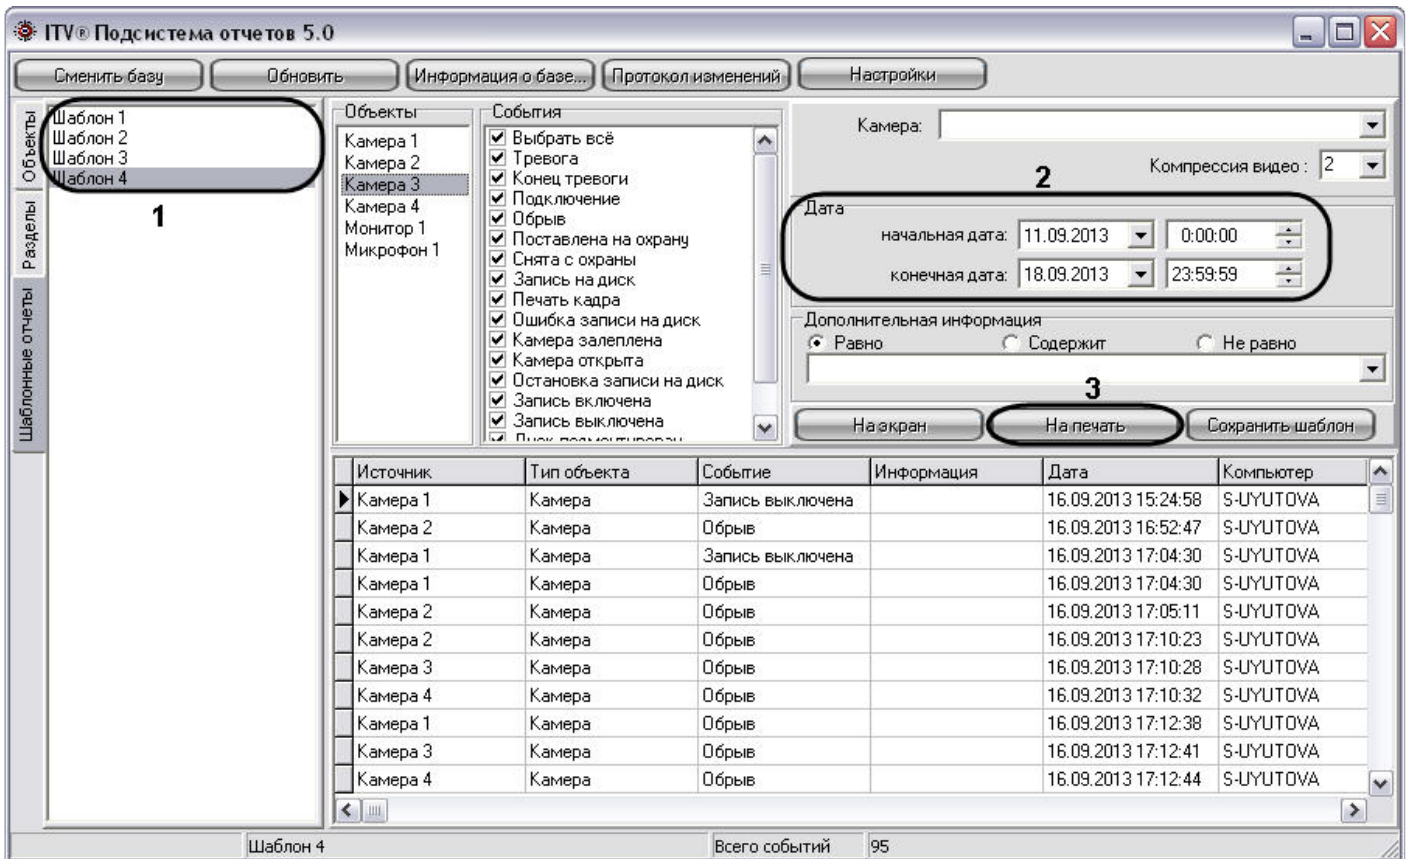 ITV® Подсистема отчетов 5.0
Сменить базу Обновить Информация о базе... Протокол изменений Настройки
Объекты
Разделы
Шаблонные отчеты
Шаблон 1
Шаблон 2
Шаблон 3
Шаблон 4
1
Объекты
Камера 1
Камера 2
Камера 3
Камера 4
Монитор 1
Микрофон 1
События
Выбрать всё
Тревога
Конец тревоги
Подключение
Обрыв
Поставлена на охрану
Снята с охраны
Запись на диск
Печать кадра
Ошибка записи на диск
Камера залеплена
Камера открыта
Остановка записи на диск
Запись включена
Запись выключена
Камера:
Компрессия видео : 2
2
Дата
начальная дата: 11.09.2013 0:00:00
конечная дата: 18.09.2013 23:59:59
Дополнительная информация
Равно Содержит Не равно
3
На экран На печать Сохранить шаблон
Источник Тип объекта Событие Информация Дата Компьютер
Камера 1 Камера Запись выключена 16.09.2013 15:24:58 S-UYUTOVA
Камера 2 Камера Обрыв 16.09.2013 16:52:47 S-UYUTOVA
Камера 1 Камера Запись выключена 16.09.2013 17:04:30 S-UYUTOVA
Камера 1 Камера Обрыв 16.09.2013 17:04:30 S-UYUTOVA
Камера 2 Камера Обрыв 16.09.2013 17:05:11 S-UYUTOVA
Камера 2 Камера Обрыв 16.09.2013 17:10:23 S-UYUTOVA
Камера 3 Камера Обрыв 16.09.2013 17:10:28 S-UYUTOVA
Камера 4 Камера Обрыв 16.09.2013 17:10:32 S-UYUTOVA
Камера 1 Камера Обрыв 16.09.2013 17:12:38 S-UYUTOVA
Камера 3 Камера Обрыв 16.09.2013 17:12:41 S-UYUTOVA
Камера 4 Камера Обрыв 16.09.2013 17:12:44 S-UYUTOVA
Шаблон 4 Всего событий 95